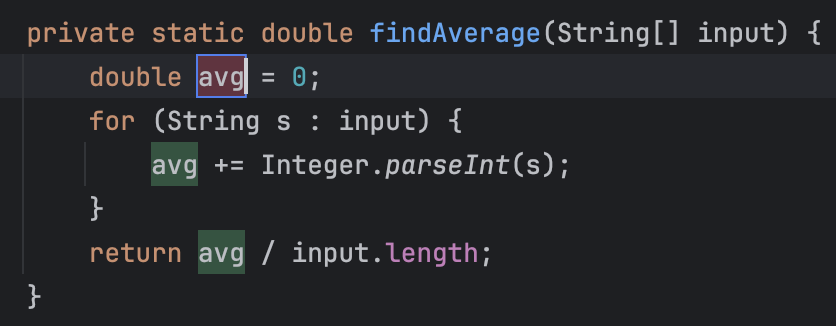 private static double findAverage(String[] input) {
double avg = 0;
for (String s : input) {
avg += Integer.parseInt(s);
}
return avg / input.length;
}